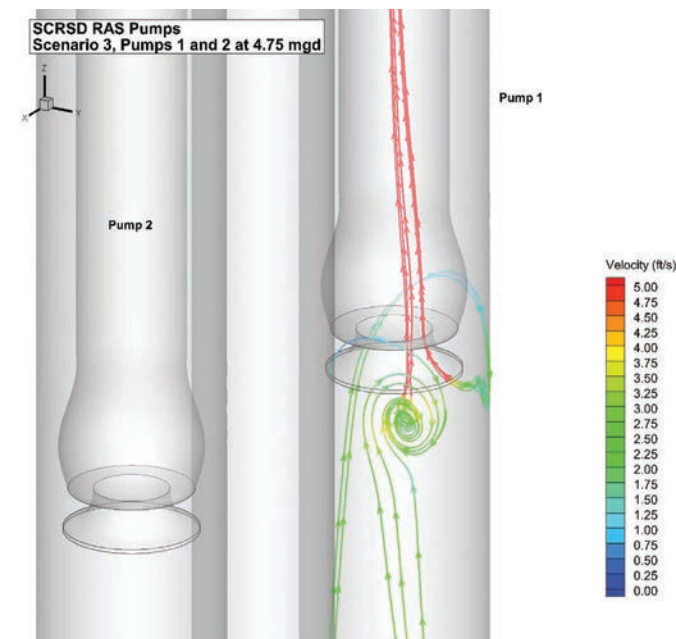 SCRSD RAS Pumps
Scenario 3, Pumps 1 and 2 at 4.75 mgd
Z
X
Y
Pump 1
Pump 2
Velocity (ft/s)
5.00
4.75
4.50
4.25
4.00
3.75
3.50
3.25
3.00
2.75
2.50
2.25
2.00
1.75
1.50
1.25
1.00
0.75
0.50
0.25
0.00